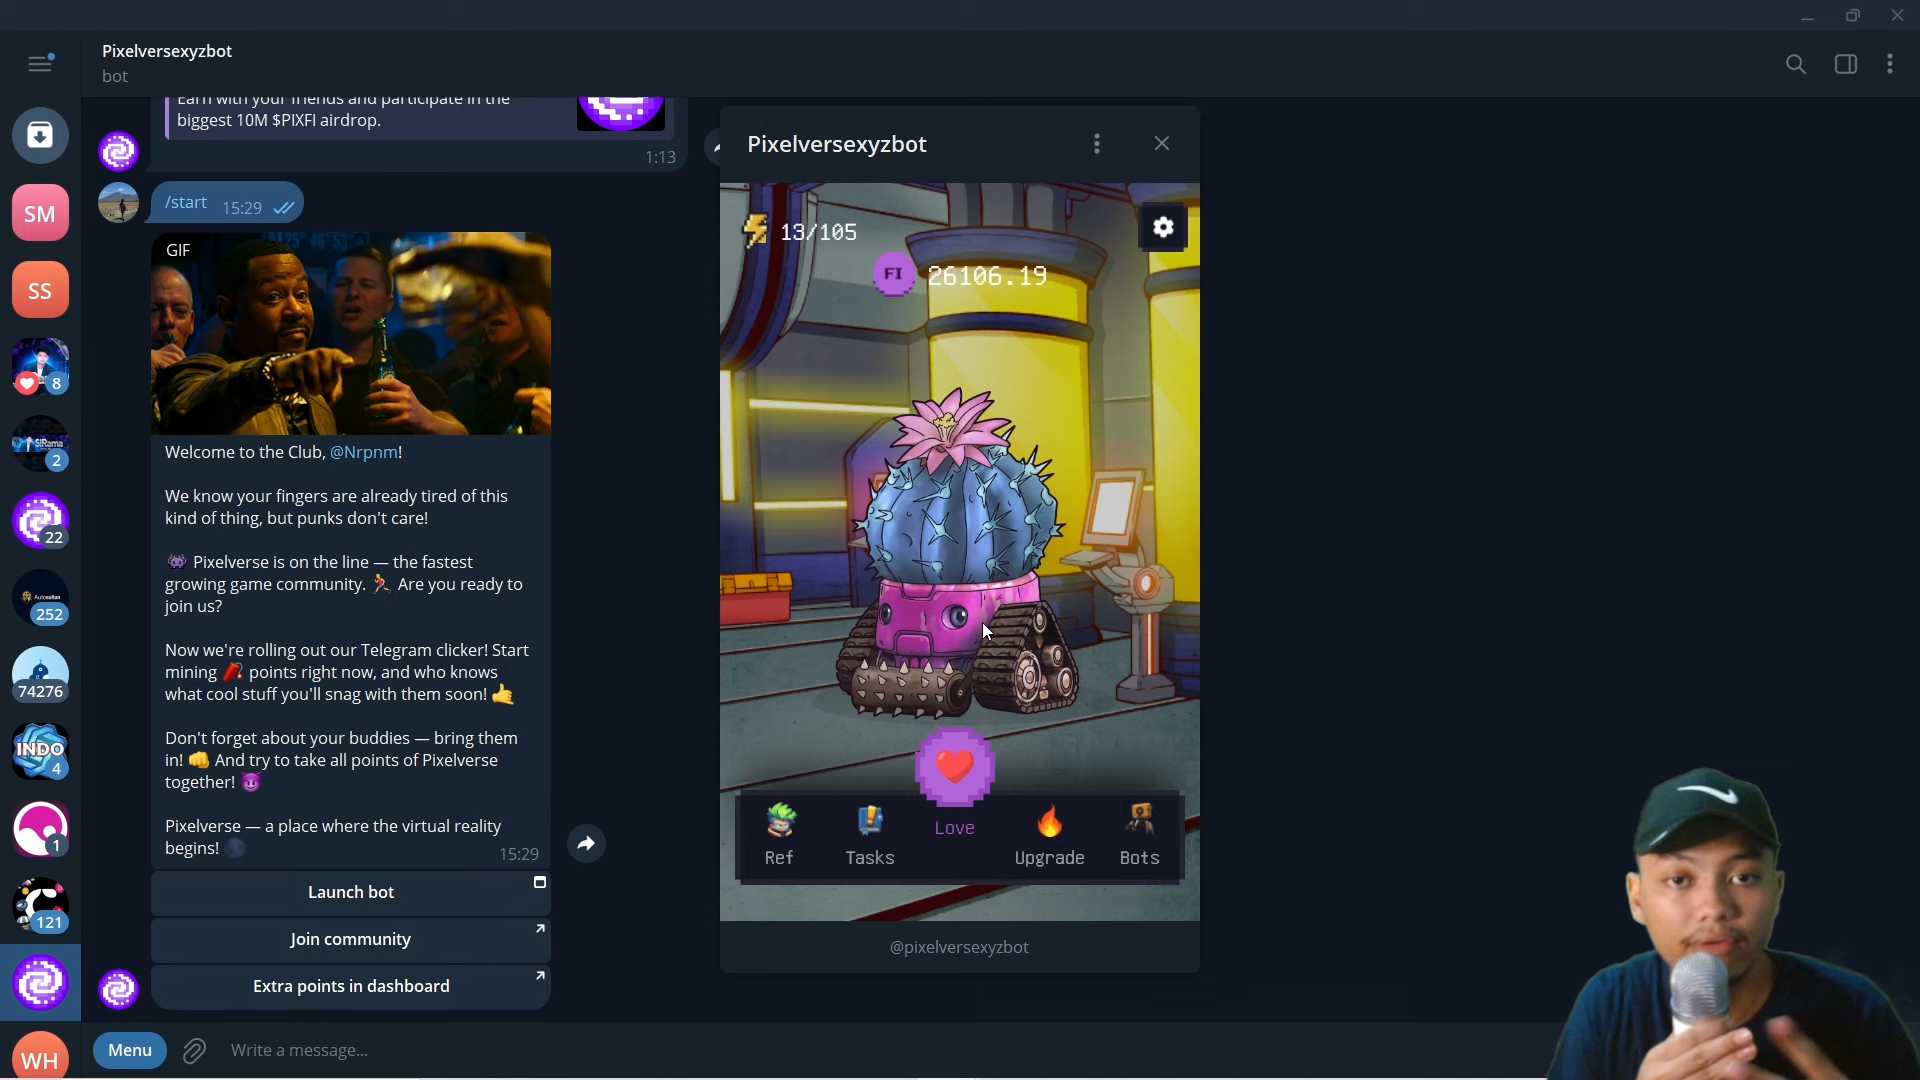 Pixelversexyzbot
bot
Earn with your friends and participate in the
biggest 10M $PIXFI airdrop.
1:13
/start 15:29
GIF
Welcome to the Club, @Nrpnm!
We know your fingers are already tired of this
kind of thing, but punks don't care!
👾 Pixelverse is on the line — the fastest
growing game community. 🏃 Are you ready to
join us?
Now we're rolling out our Telegram clicker! Start
mining 🧨 points right now, and who knows
what cool stuff you'll snag with them soon! 🤙
Don't forget about your buddies — bring them
in! 👊 And try to take all points of Pixelverse
together! 😈
Pixelverse — a place where the virtual reality
begins! 🌑
15:29
Launch bot
Join community
Extra points in dashboard
Menu
Write a message...
SM
SS
8
SiRama
2
22
Autosultan
252
74276
INDO
4
1
121
WH
Pixelversexyzbot
13/105
FI 26106.19
Ref
Tasks
Love
Upgrade
Bots
@pixelversexyzbot